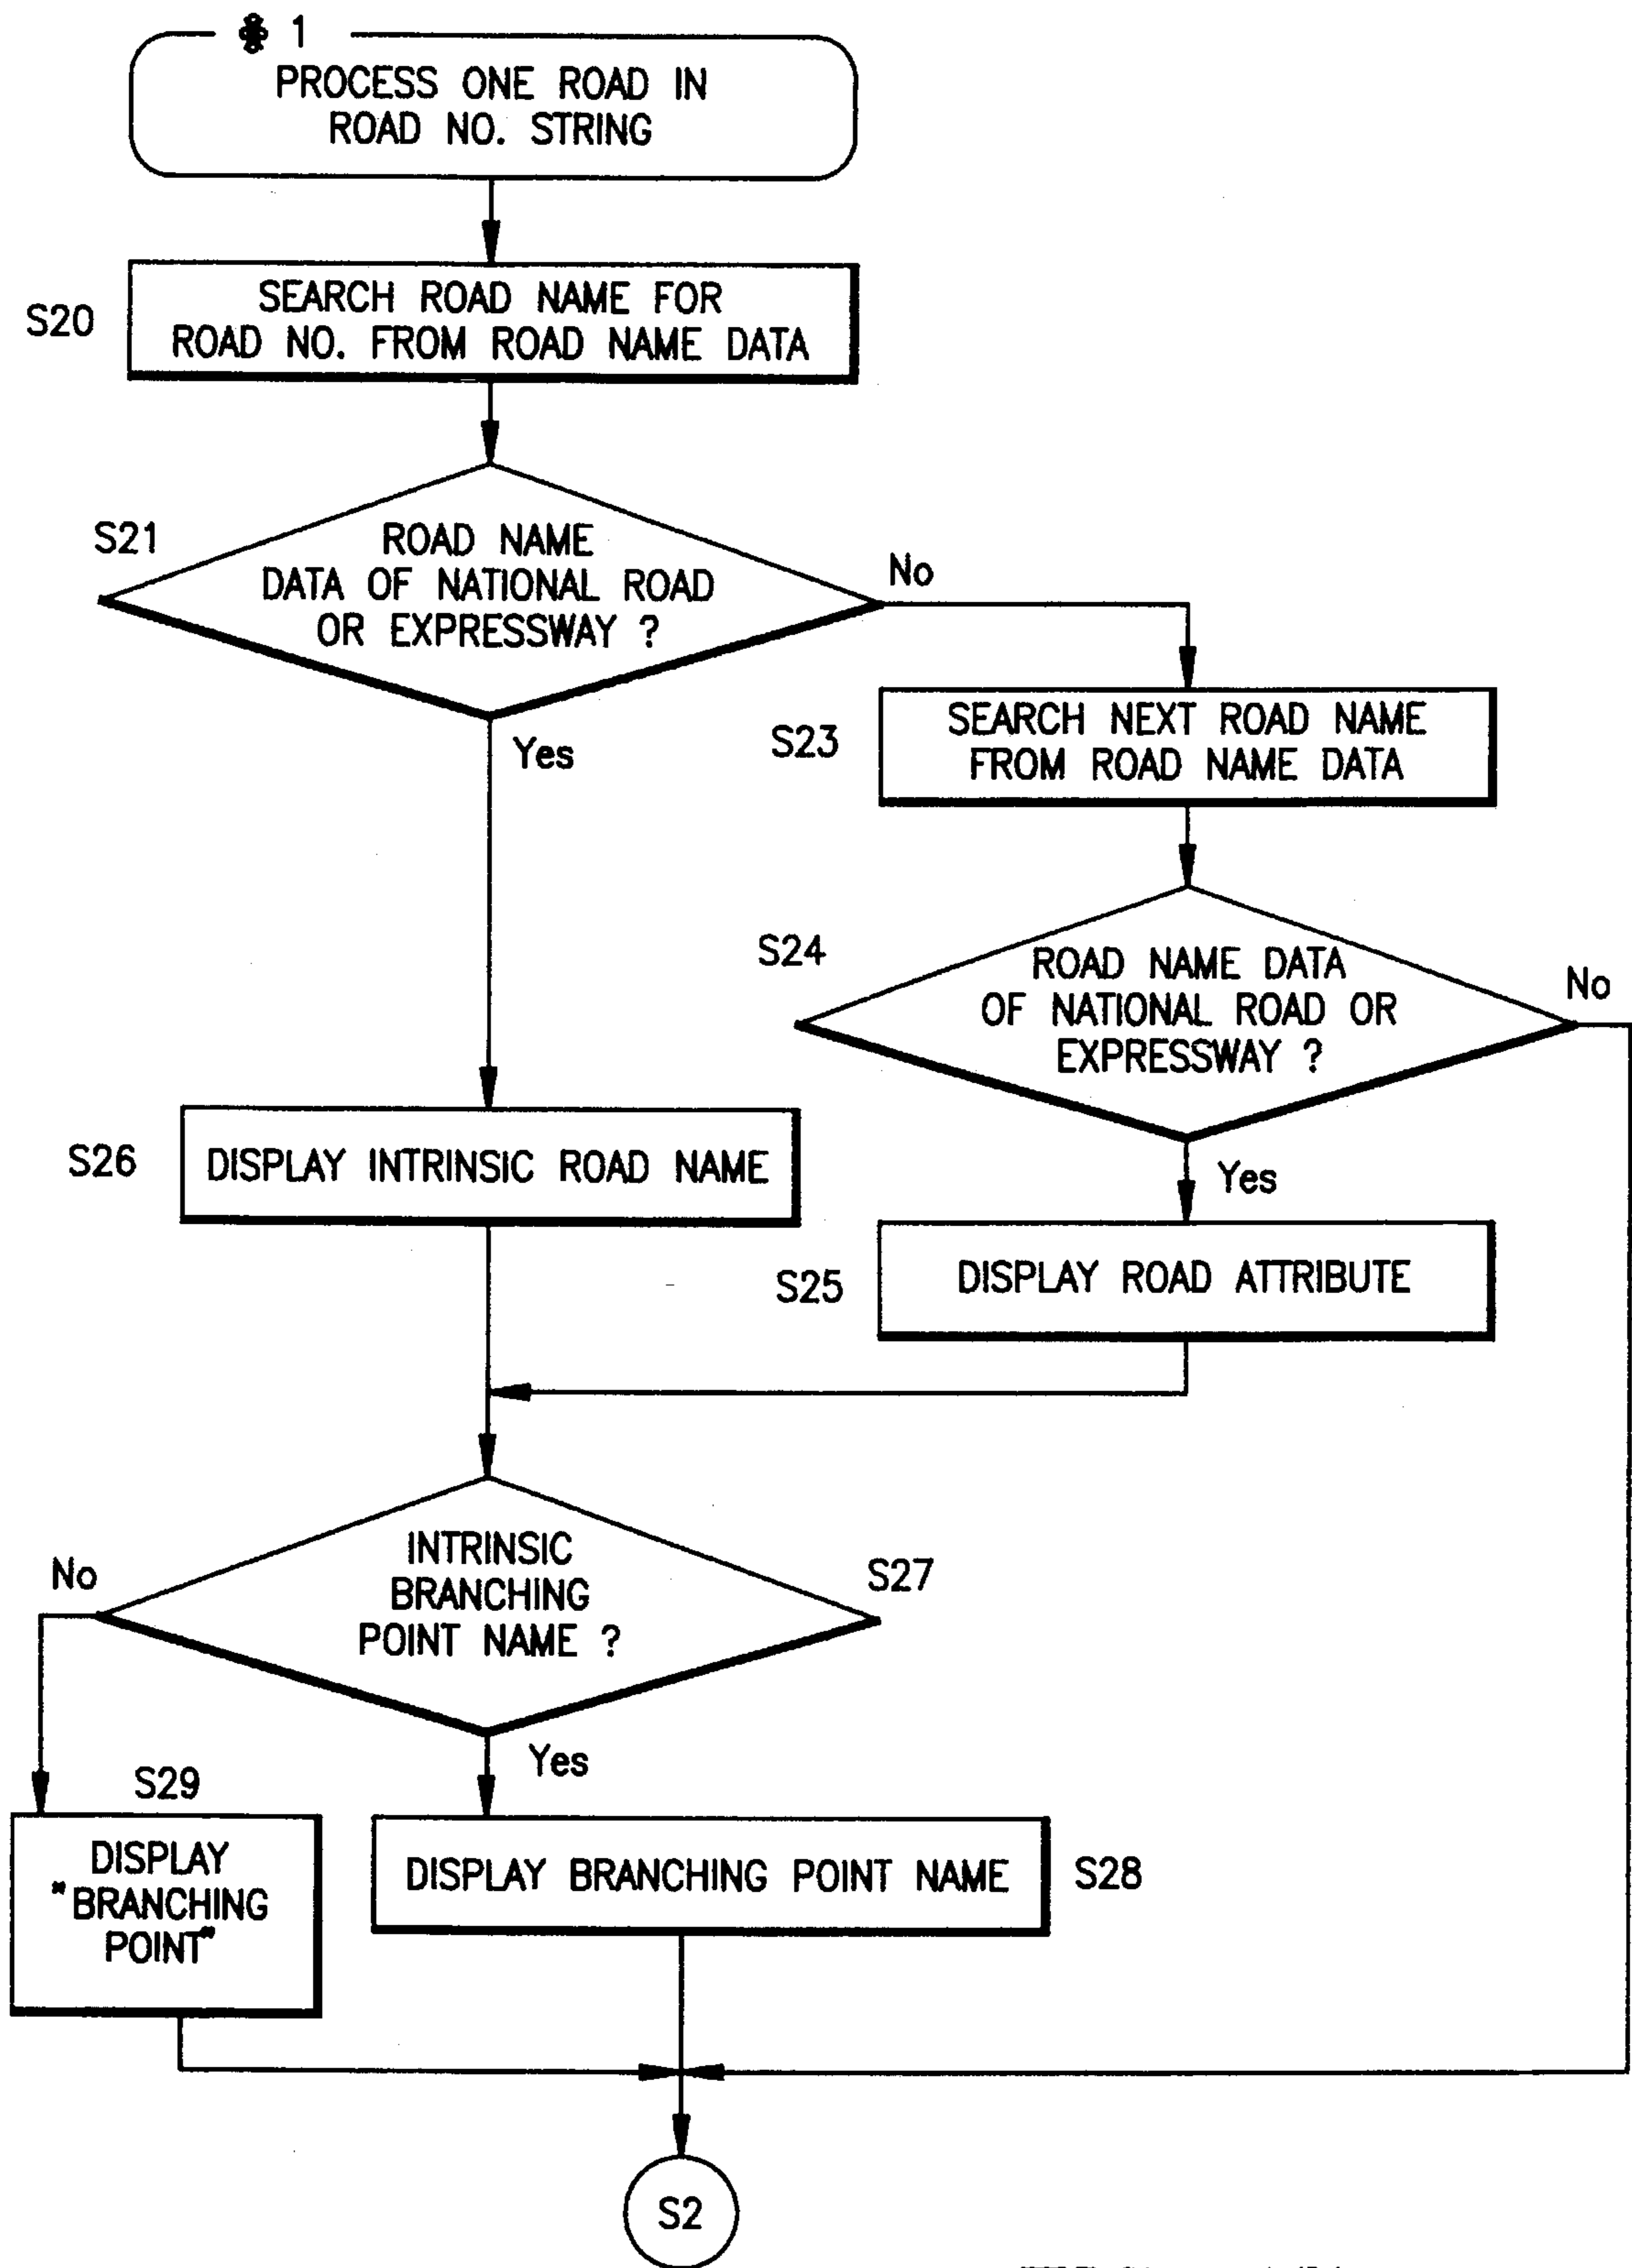 * 1
PROCESS ONE ROAD IN
ROAD NO. STRING
S20
SEARCH ROAD NAME FOR
ROAD NO. FROM ROAD NAME DATA
S21
ROAD NAME
DATA OF NATIONAL ROAD
OR EXPRESSWAY ?
No
Yes
S23
SEARCH NEXT ROAD NAME
FROM ROAD NAME DATA
S24
ROAD NAME DATA
OF NATIONAL ROAD OR
EXPRESSWAY ?
No
Yes
S26
DISPLAY INTRINSIC ROAD NAME
S25
DISPLAY ROAD ATTRIBUTE
INTRINSIC
BRANCHING
POINT NAME ?
S27
No
Yes
S29
DISPLAY
"BRANCHING
POINT"
DISPLAY BRANCHING POINT NAME
S28
S2